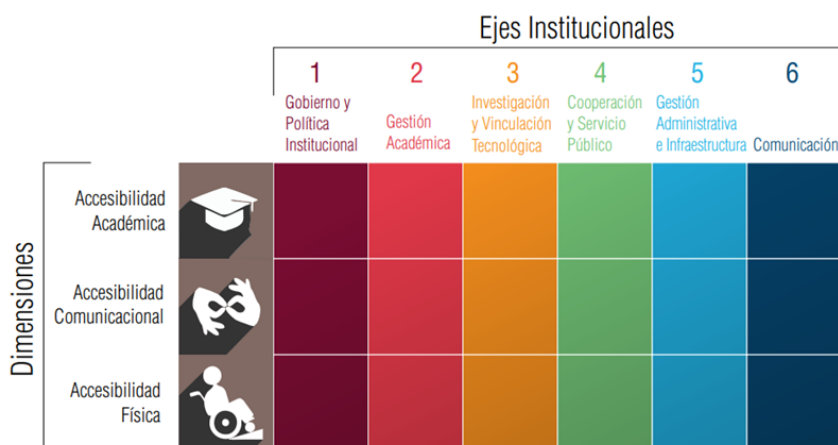 Ejes Institucionales
1
2
3
4
5
6
Gobierno y
Política
Institucional
Gestión
Académica
Investigación
y Vinculación
Tecnológica
Cooperación
y Servicio
Público
Gestión
Administrativa
e Infraestructura
Comunicación
Dimensiones
Accesibilidad
Académica
Accesibilidad
Comunicacional
Accesibilidad
Física